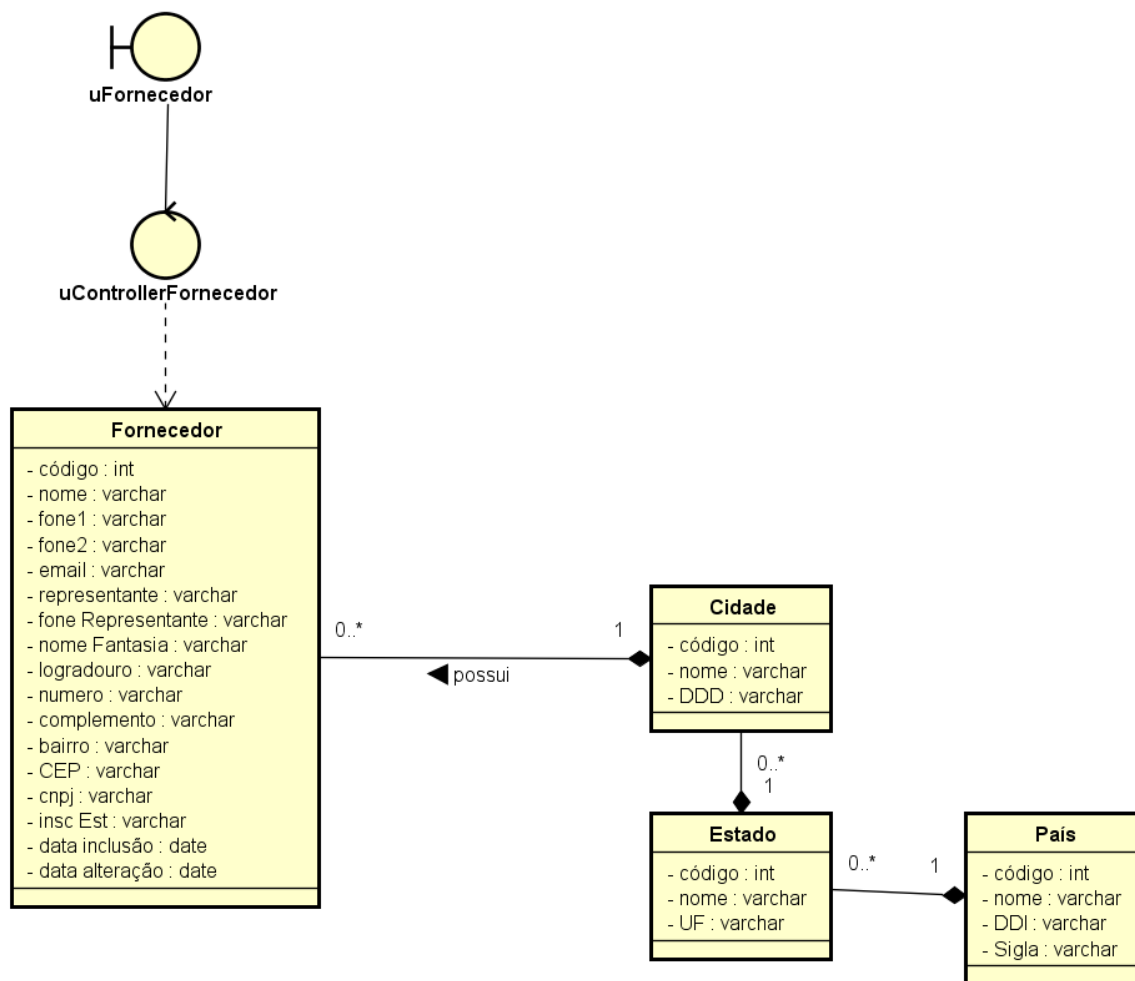 uFornecedor
uControllerFornecedor
Fornecedor
- código : int
- nome : varchar
- fone1 : varchar
- fone2 : varchar
- email : varchar
- representante : varchar
- fone Representante : varchar
- nome Fantasia : varchar
- logradouro : varchar
- numero : varchar
- complemento : varchar
- bairro : varchar
- CEP : varchar
- cnpj : varchar
- insc Est : varchar
- data inclusão : date
- data alteração : date
0..*
1
possui
Cidade
- código : int
- nome : varchar
- DDD : varchar
0..*
1
Estado
- código : int
- nome : varchar
- UF : varchar
0..*
1
País
- código : int
- nome : varchar
- DDI : varchar
- Sigla : varchar